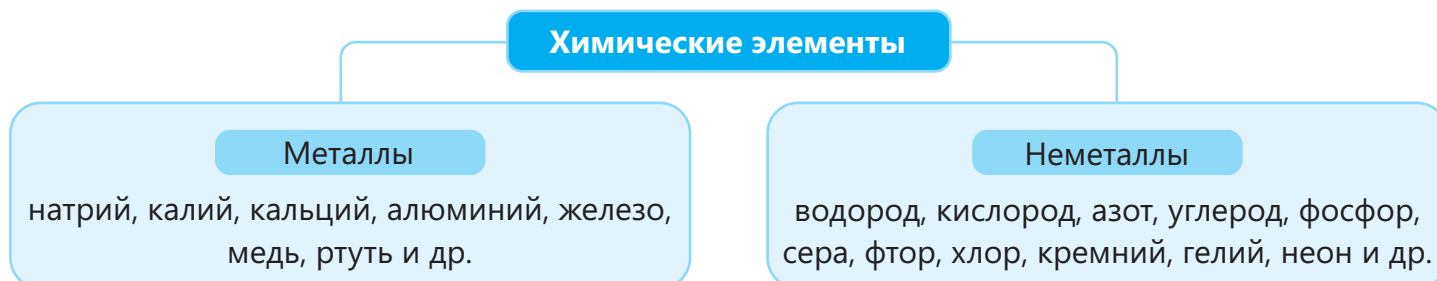 Химические элементы
Металлы
натрий, калий, кальций, алюминий, железо,
медь, ртуть и др.
Неметаллы
водород, кислород, азот, углерод, фосфор,
сера, фтор, хлор, кремний, гелий, неон и др.